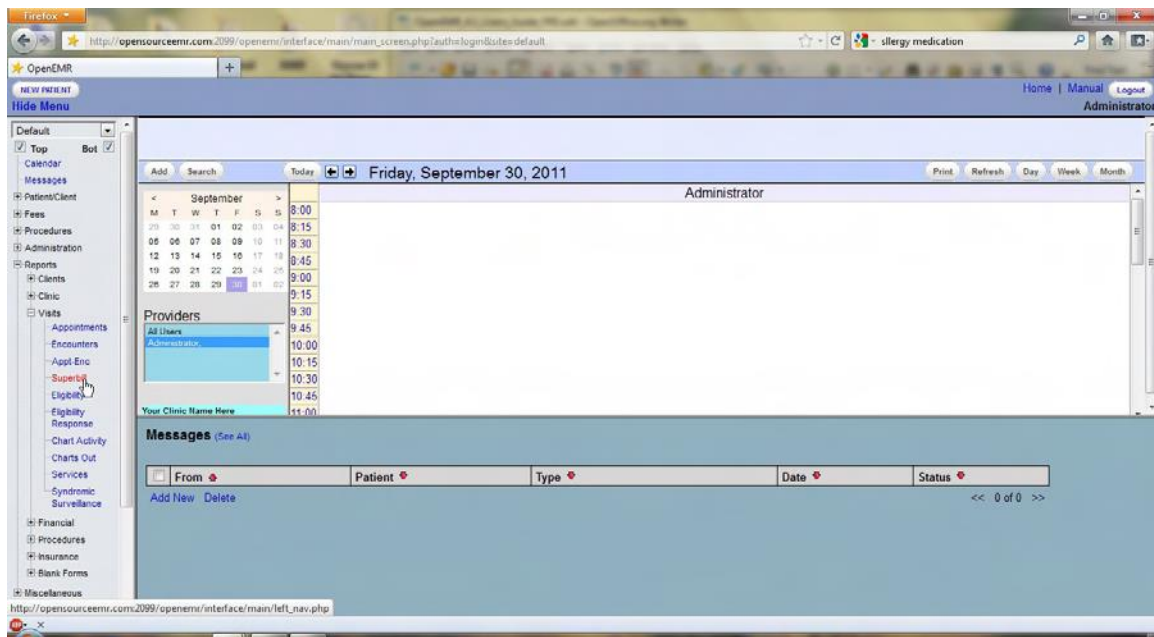 Firefox
http://opensourceemr.com:2099/openemr/interface/main/main_screen.php?auth=login&site=default
sllergy medication
OpenEMR
+
NEW PATIENT
Home | Manual Logout
Hide Menu
Administrator
Default
Top Bot
Calendar
Messages
Patient/Client
Fees
Procedures
Administration
Reports
Clients
Clinic
Visits
Appointments
Encounters
Appt-Enc
Superbill
Eligibility
Eligibility
Response
Chart Activity
Charts Out
Services
Syndromic
Surveillance
Financial
Procedures
Insurance
Blank Forms
Miscellaneous
Add Search Today Friday, September 30, 2011 Print Refresh Day Week Month
< September >
M T W T F S S
29 30 31 01 02 03 04
05 06 07 08 09 10 11
12 13 14 15 16 17 18
19 20 21 22 23 24 25
26 27 28 29 30 01 02
Providers
All Users
Administrator,
Your Clinic Name Here
Administrator
8:00
8:15
8:30
8:45
9:00
9:15
9:30
9:45
10:00
10:15
10:30
10:45
11:00
Messages (See All)
From Patient Type Date Status
Add New Delete << 0 of 0 >>
http://opensourceemr.com:2099/openemr/interface/main/left_nav.php